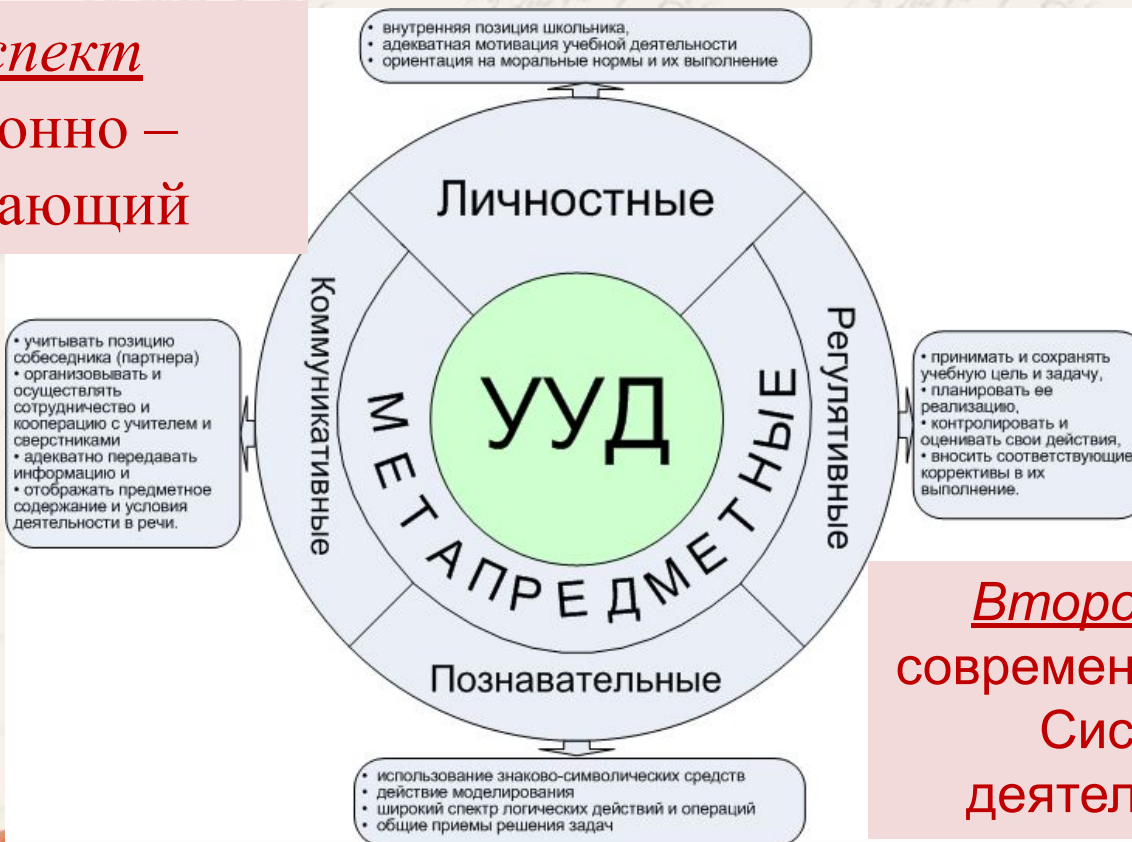 спект
онно –
ающий
• внутренняя позиция школьника,
• адекватная мотивация учебной деятельности
• ориентация на моральные нормы и их выполнение
Личностные
Коммуникативные
Регулятивные
УУД
МЕТАПРЕДМЕТНЫЕ
Познавательные
• учитывать позицию
собеседника (партнера)
• организовывать и
осуществлять
сотрудничество и
кооперацию с учителем и
сверстниками
• адекватно передавать
информацию и
• отображать предметное
содержание и условия
деятельности в речи.
• принимать и сохранять
учебную цель и задачу,
• планировать ее
реализацию,
• контролировать и
оценивать свои действия,
• вносить соответствующие
коррективы в их
выполнение.
• использование знаково-символических средств
• действие моделирования
• широкий спектр логических действий и операций
• общие приемы решения задач
Второ
современ
Сис
деятел